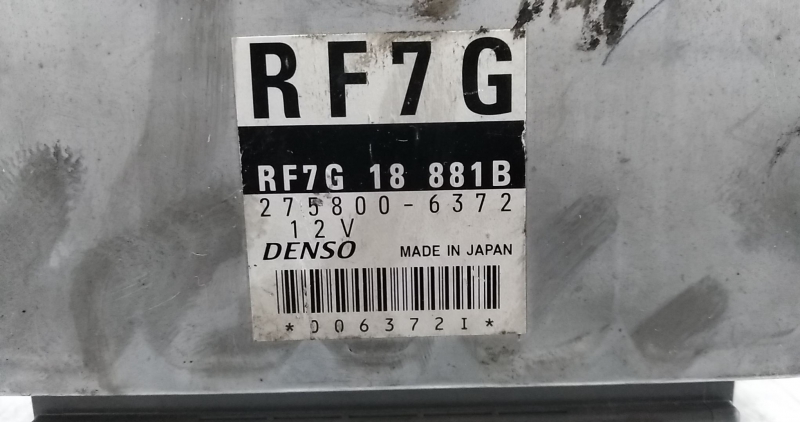 RF7G
RF7G 18 881B
275800-6372
12V
DENSO MADE IN JAPAN
*006372I*